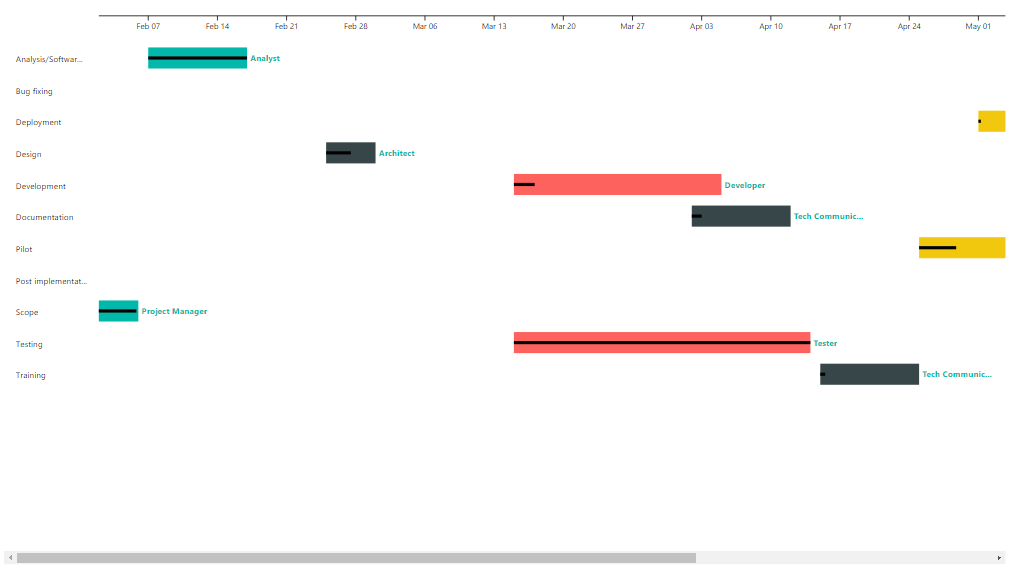 Feb 07 Feb 14 Feb 21 Feb 28 Mar 06 Mar 13 Mar 20 Mar 27 Apr 03 Apr 10 Apr 17 Apr 24 May 01
Analysis/Softwar... Analyst
Bug fixing
Deployment
Design Architect
Development Developer
Documentation Tech Communic...
Pilot
Post implementat...
Scope Project Manager
Testing Tester
Training Tech Communic...